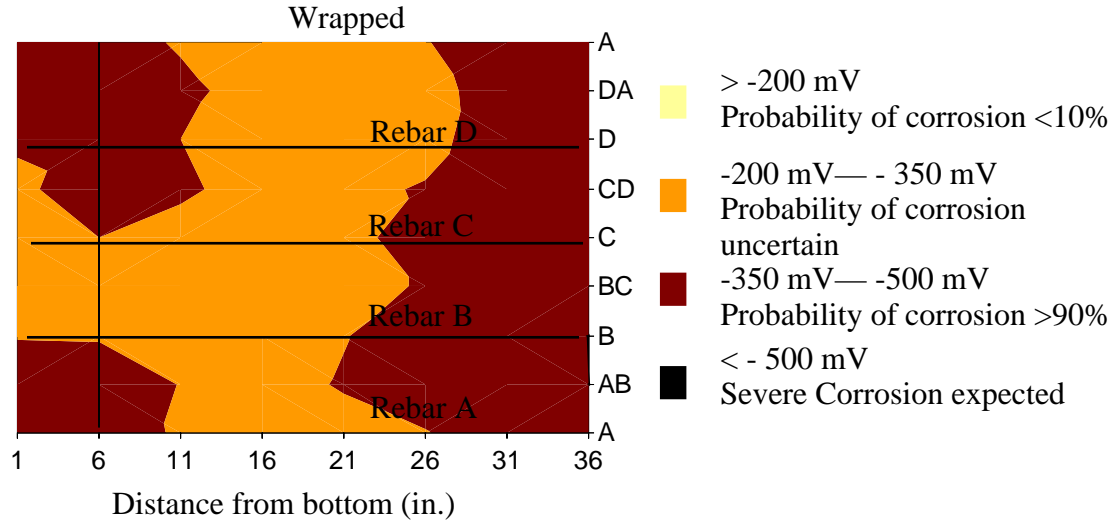 Wrapped
A
DA
D
CD
C
BC
B
AB
A
Rebar D
Rebar C
Rebar B
Rebar A
1 6 11 16 21 26 31 36
Distance from bottom (in.)
> -200 mV
Probability of corrosion <10%
-200 mV— - 350 mV
Probability of corrosion
uncertain
-350 mV— -500 mV
Probability of corrosion >90%
< - 500 mV
Severe Corrosion expected